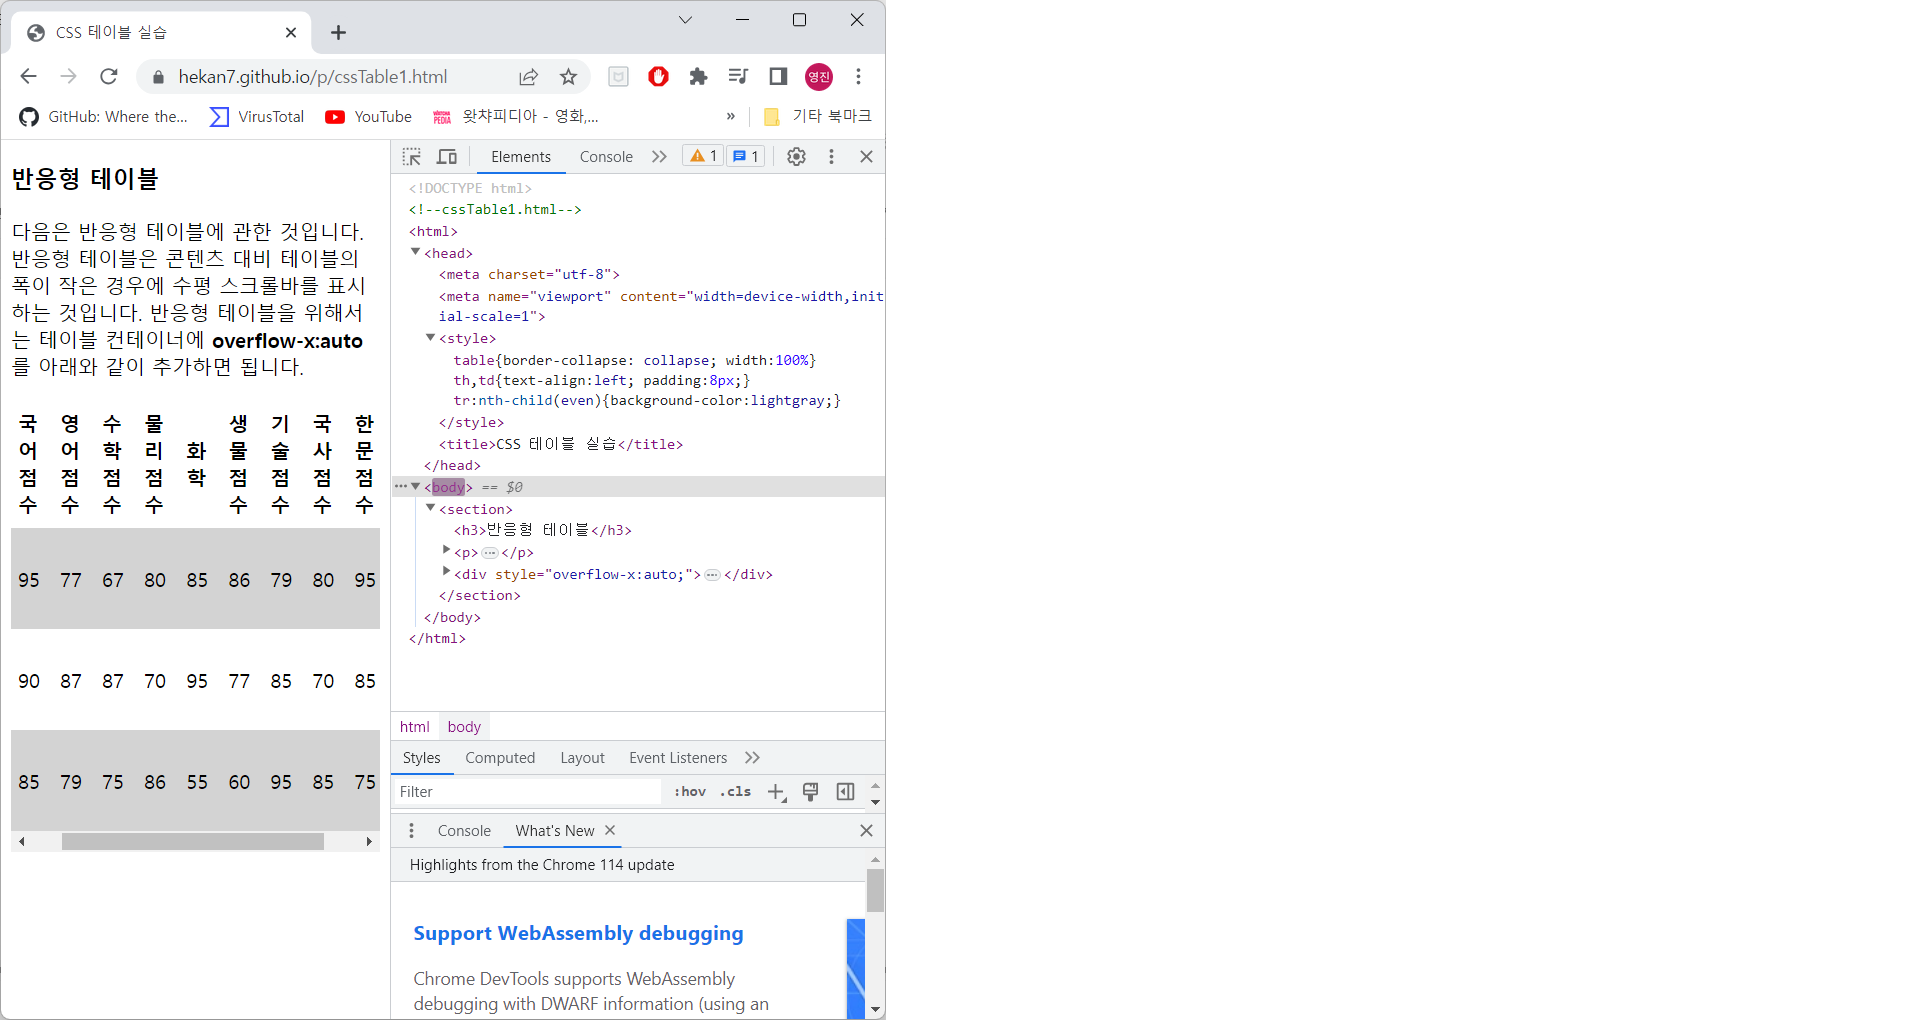 CSS 테이블 실습
hekan7.github.io/p/cssTable1.html
영진
GitHub: Where the...
VirusTotal
YouTube
WATCHA PEDIA
왓챠피디아 - 영화,...
»
기타 북마크
반응형 테이블
다음은 반응형 테이블에 관한 것입니다.
반응형 테이블은 콘텐츠 대비 테이블의
폭이 작은 경우에 수평 스크롤바를 표시
하는 것입니다. 반응형 테이블을 위해서
는 테이블 컨테이너에 overflow-x:auto
를 아래와 같이 추가하면 됩니다.
국 영 수 물 생 기 국 한
어 어 학 리 화 물 술 사 문
점 점 점 점 학 점 점 점 점
수 수 수 수 수 수 수 수
95 77 67 80 85 86 79 80 95
90 87 87 70 95 77 85 70 85
85 79 75 86 55 60 95 85 75
Elements Console 1 1
<!DOCTYPE html>
<!--cssTable1.html-->
<html>
<head>
<meta charset="utf-8">
<meta name="viewport" content="width=device-width,init
ial-scale=1">
<style>
table{border-collapse: collapse; width:100%}
th,td{text-align:left; padding:8px;}
tr:nth-child(even){background-color:lightgray;}
</style>
<title>CSS 테이블 실습</title>
</head>
<body> == $0
<section>
<h3>반응형 테이블</h3>
<p>…</p>
<div style="overflow-x:auto;">…</div>
</section>
</body>
</html>
html body
Styles Computed Layout Event Listeners
Filter :hov .cls
Console What's New
Highlights from the Chrome 114 update
Support WebAssembly debugging
Chrome DevTools supports WebAssembly
debugging with DWARF information (using an